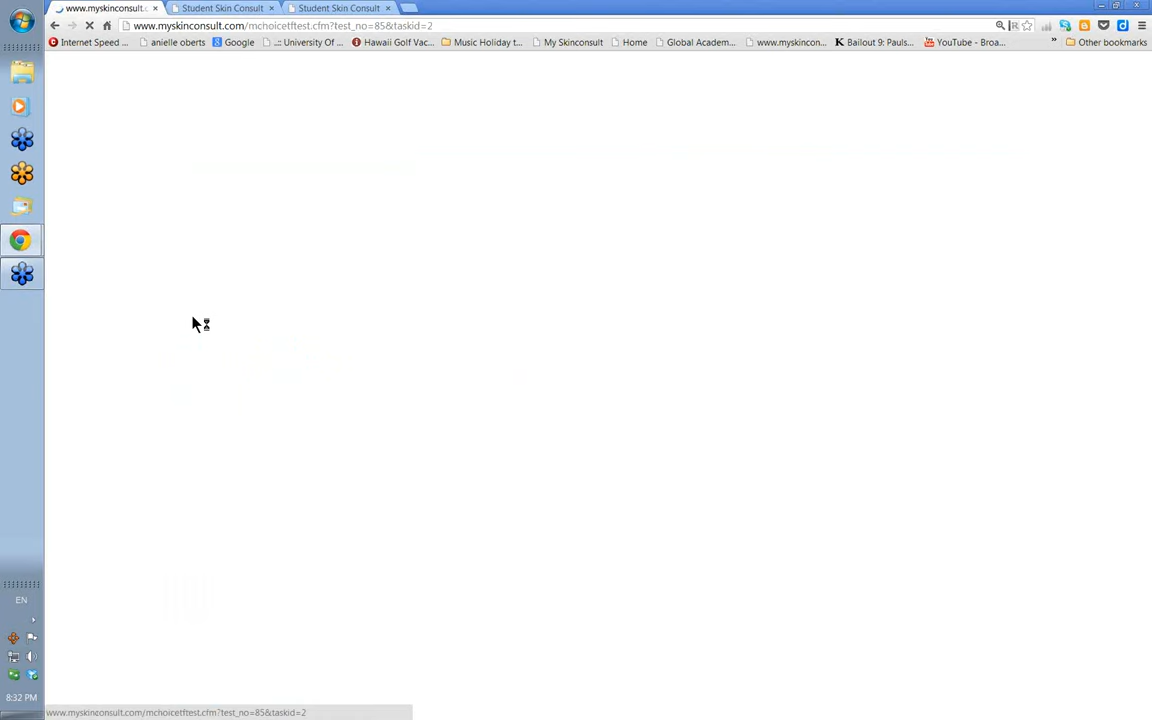 www.myskinconsult.c
Student Skin Consult
Student Skin Consult
www.myskinconsult.com/mchoicetftest.cfm?test_no=85&taskid=2
Internet Speed ...
anielle oberts
Google
..:: University Of ...
Hawaii Golf Vac...
Music Holiday t...
My Skinconsult
Home
Global Academ...
www.myskincon...
Bailout 9: Pauls...
YouTube - Broa...
»
Other bookmarks
EN
8:32 PM
www.myskinconsult.com/mchoicetftest.cfm?test_no=85&taskid=2